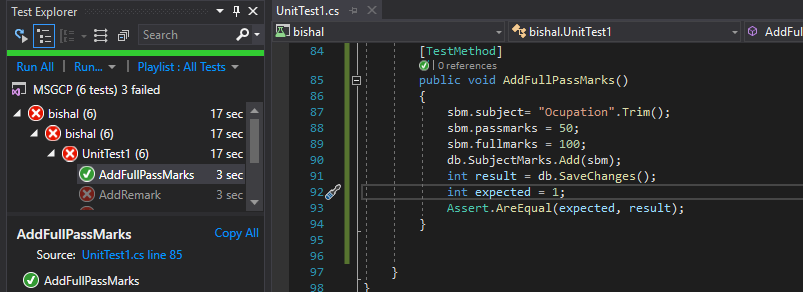 Test Explorer
Run All | Run... | Playlist : All Tests
MSGCP (6 tests) 3 failed
bishal (6) 17 sec
bishal (6) 17 sec
UnitTest1 (6) 17 sec
AddFullPassMarks 3 sec
AddRemark 3 sec
AddFullPassMarks Copy All
Source: UnitTest1.cs line 85
AddFullPassMarks
UnitTest1.cs
bishal bishal.UnitTest1 AddFul
84 [TestMethod]
0 references
85 public void AddFullPassMarks()
86 {
87 sbm.subject= "Ocupation".Trim();
88 sbm.passmarks = 50;
89 sbm.fullmarks = 100;
90 db.SubjectMarks.Add(sbm);
91 int result = db.SaveChanges();
92 int expected = 1;
93 Assert.AreEqual(expected, result);
94 }
95
96
97 }
98 }